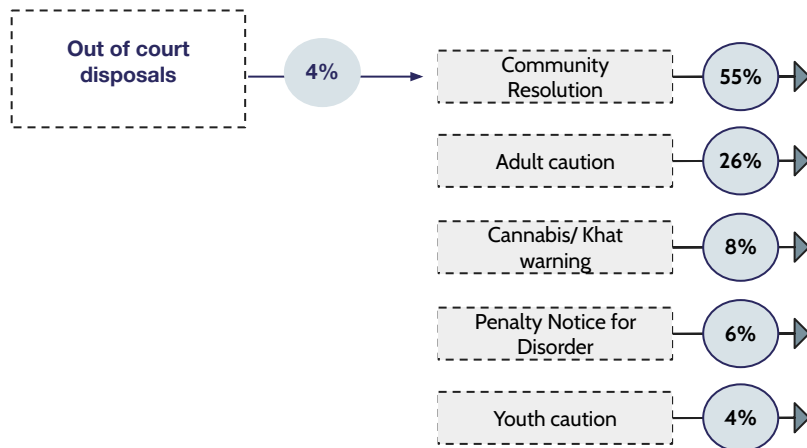 Out of court
disposals
4%
Community
Resolution
55%
Adult caution
26%
Cannabis/ Khat
warning
8%
Penalty Notice for
Disorder
6%
Youth caution
4%